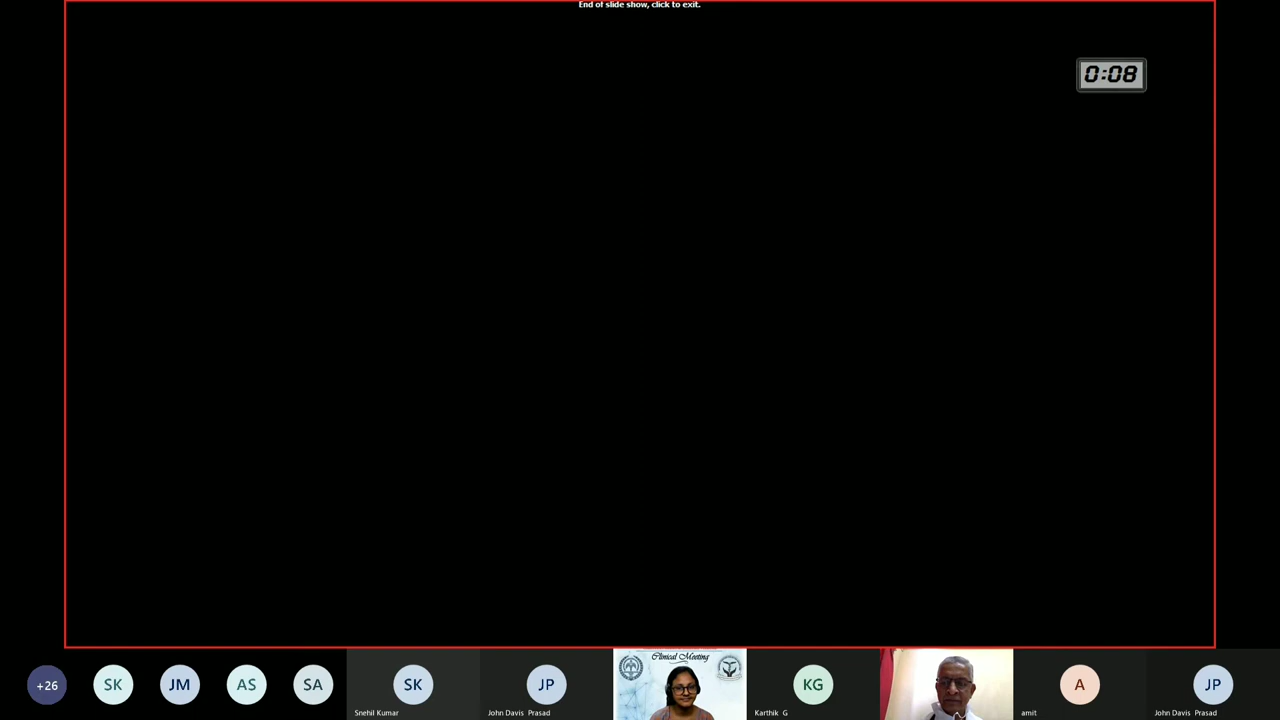 End of slide show, click to exit.
0:08
Clinical Meeting
+26
SK
JM
AS
SA
SK
JP
KG
A
JP
Snehil Kumar
John Davis Prasad
Karthik G
amit
John Davis Prasad